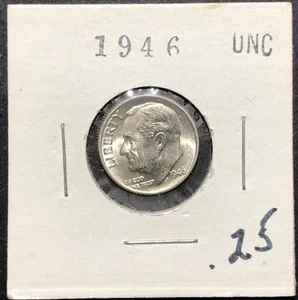 1946 UNC
LIBERTY
IN GOD
WE TRUST
1946
.25